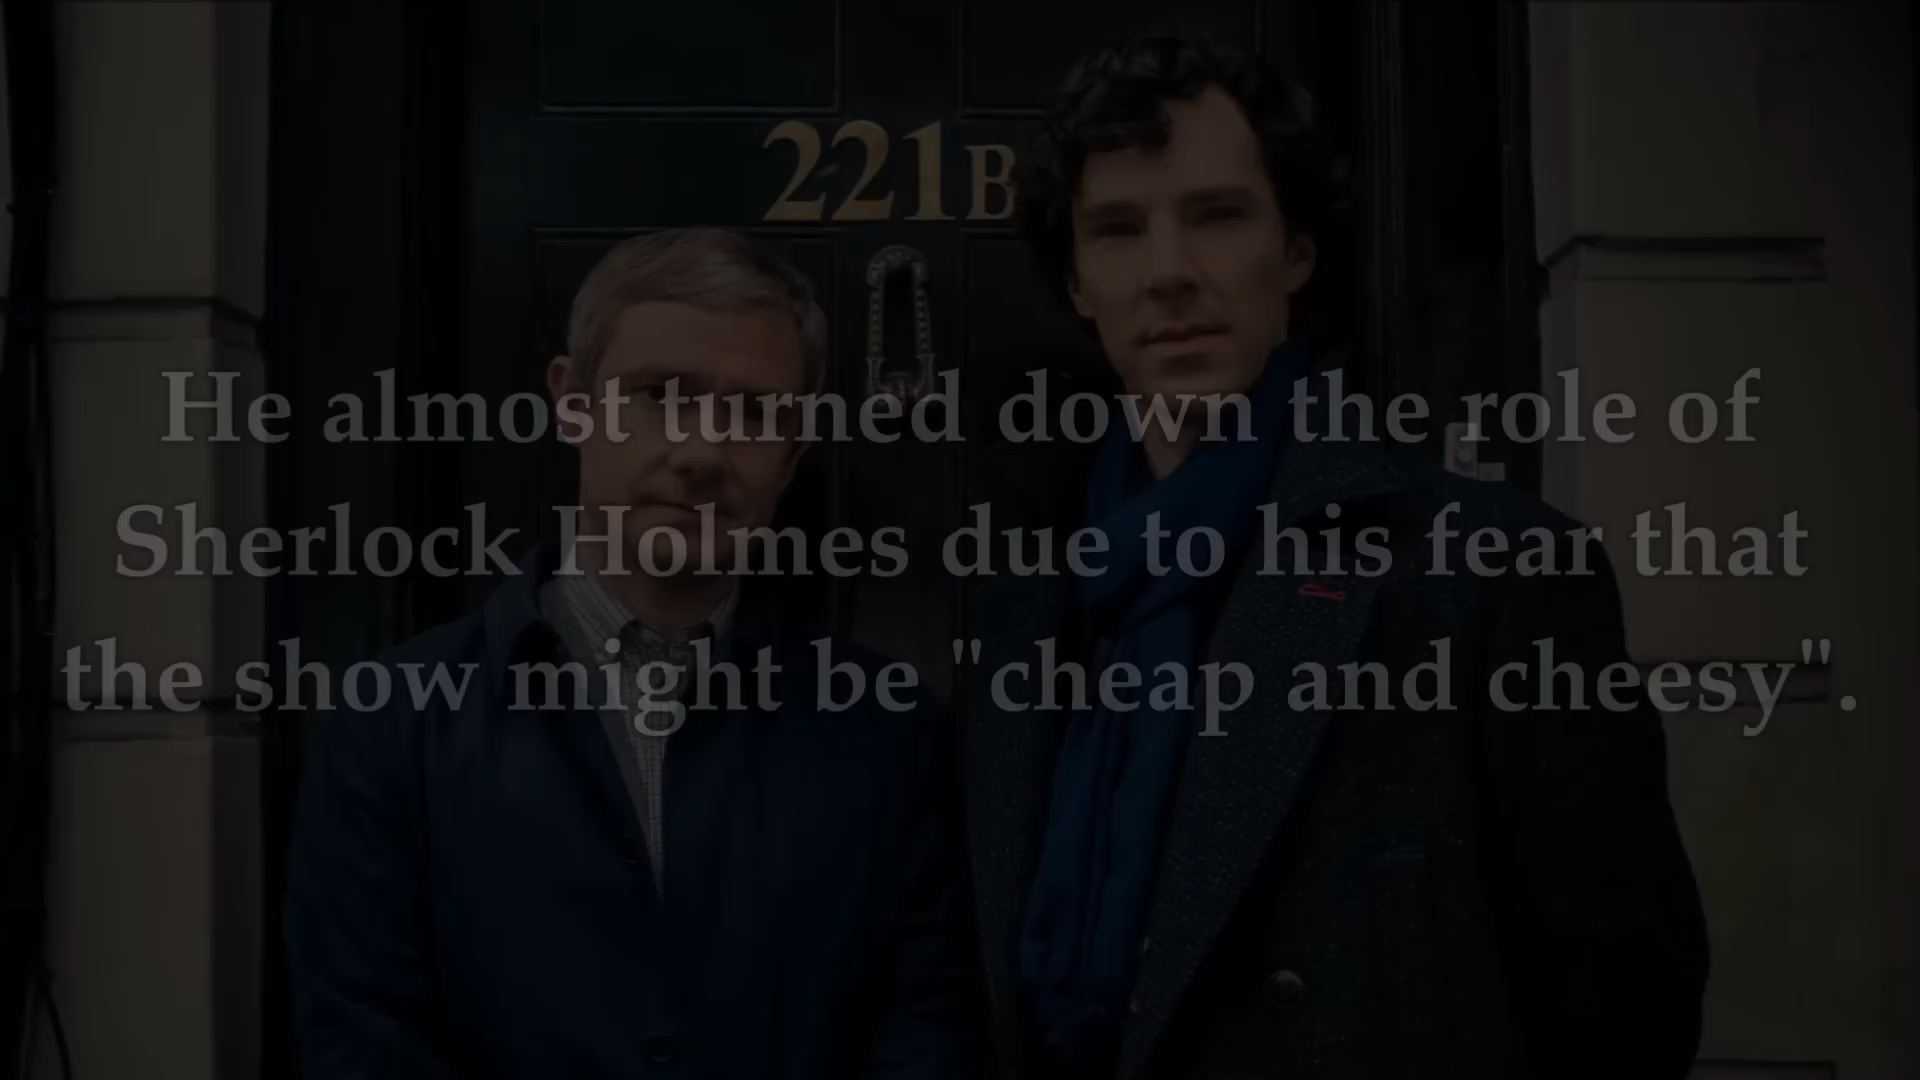 221B
He almost turned down the role of
Sherlock Holmes due to his fear that
the show might be "cheap and cheesy".